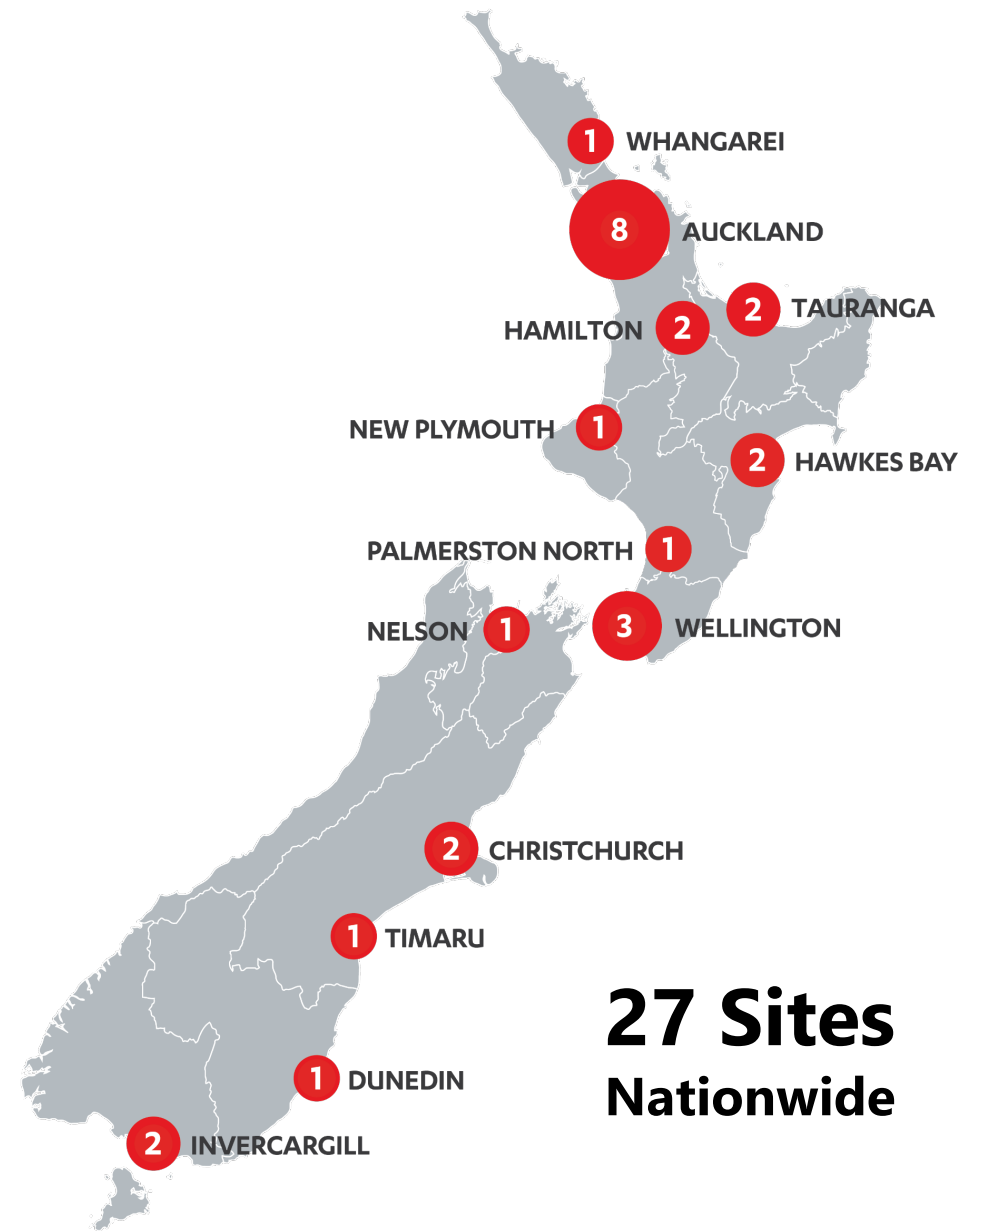 1 WHANGAREI
8 AUCKLAND
2 TAURANGA
HAMILTON 2
NEW PLYMOUTH 1
2 HAWKES BAY
PALMERSTON NORTH 1
NELSON 1
3 WELLINGTON
2 CHRISTCHURCH
1 TIMARU
27 Sites
Nationwide
1 DUNEDIN
2 INVERCARGILL